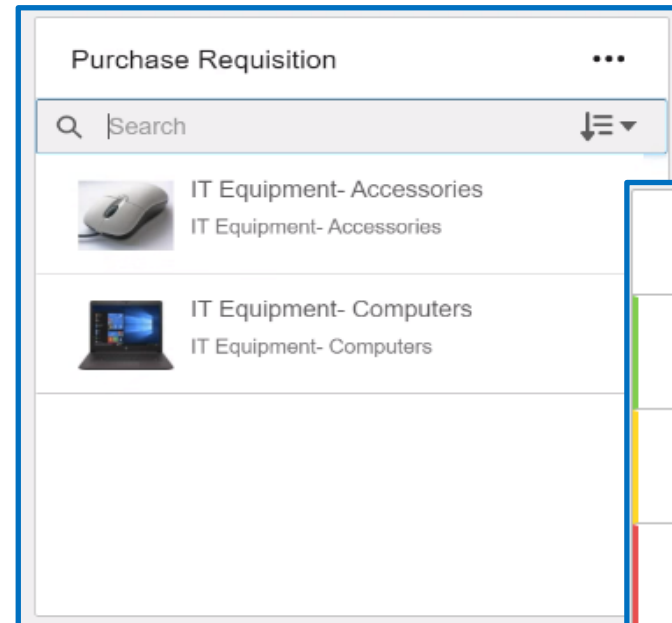 Purchase Requisition
Search
IT Equipment- Accessories
IT Equipment- Accessories
IT Equipment- Computers
IT Equipment- Computers